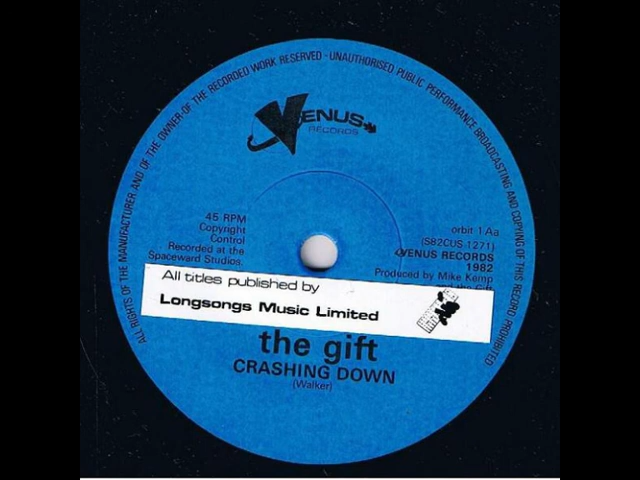 ALL RIGHTS OF THE MANUFACTURER AND OF THE OWNER OF THE RECORDED WORK RESERVED - UNAUTHORISED PUBLIC PERFORMANCE BROADCASTING AND COPYING OF THIS RECORD PROHIBITED
VENUS
RECORDS
45 RPM
Copyright
Control
Recorded at the
Spaceward Studios.
orbit 1 Aa
(S82CUS 1271)
VENUS RECORDS
1982
Produced by Mike Kemp
and the Gift
All titles published by
Longsongs Music Limited
the gift
CRASHING DOWN
(Walker)